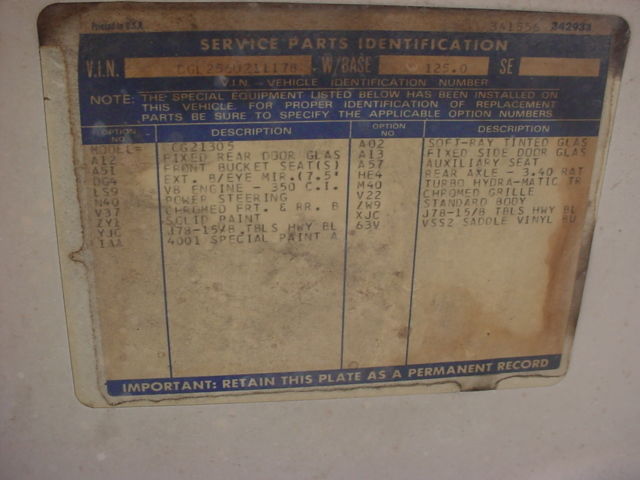 Printed in U.S.A. 341556 242933
SERVICE PARTS IDENTIFICATION
V.I.N. W/BASE 125.0 SE
V I N - VEHICLE IDENTIFICATION NUMBER
NOTE: THE SPECIAL EQUIPMENT LISTED BELOW HAS BEEN INSTALLED ON
THIS VEHICLE. FOR PROPER IDENTIFICATION OF REPLACEMENT
PARTS BE SURE TO SPECIFY THE APPLICABLE OPTION NUMBERS
OPTION NO. DESCRIPTION OPTION NO. DESCRIPTION
MODEL= CG21305 A02 SOFT-RAY TINTED GLAS
A12 FIXED REAR DOOR GLAS A13 FIXED SIDE DOOR GLAS
A51 FRONT BUCKET SEAT(S) A57 AUXILIARY SEAT
DG4 EXT. B/EYE MIR.(7.5' HE4 REAR AXLE - 3.40 RAT
LS9 V8 ENGINE - 350 C.I. M40 TURBO HYDRA-MATIC TR
N40 POWER STEERING V22 CHROMED GRILLE
V37 CHROMED FRT. & RR. B ZW9 STANDARD BODY
ZY1 SOLID PAINT XJC J78-15/B TBLS HWY BL
YJC J78-15/B TBLS HWY BL 63V VSS2 SADDLE VINYL BU
4001 SPECIAL PAINT A
IMPORTANT: RETAIN THIS PLATE AS A PERMANENT RECORD